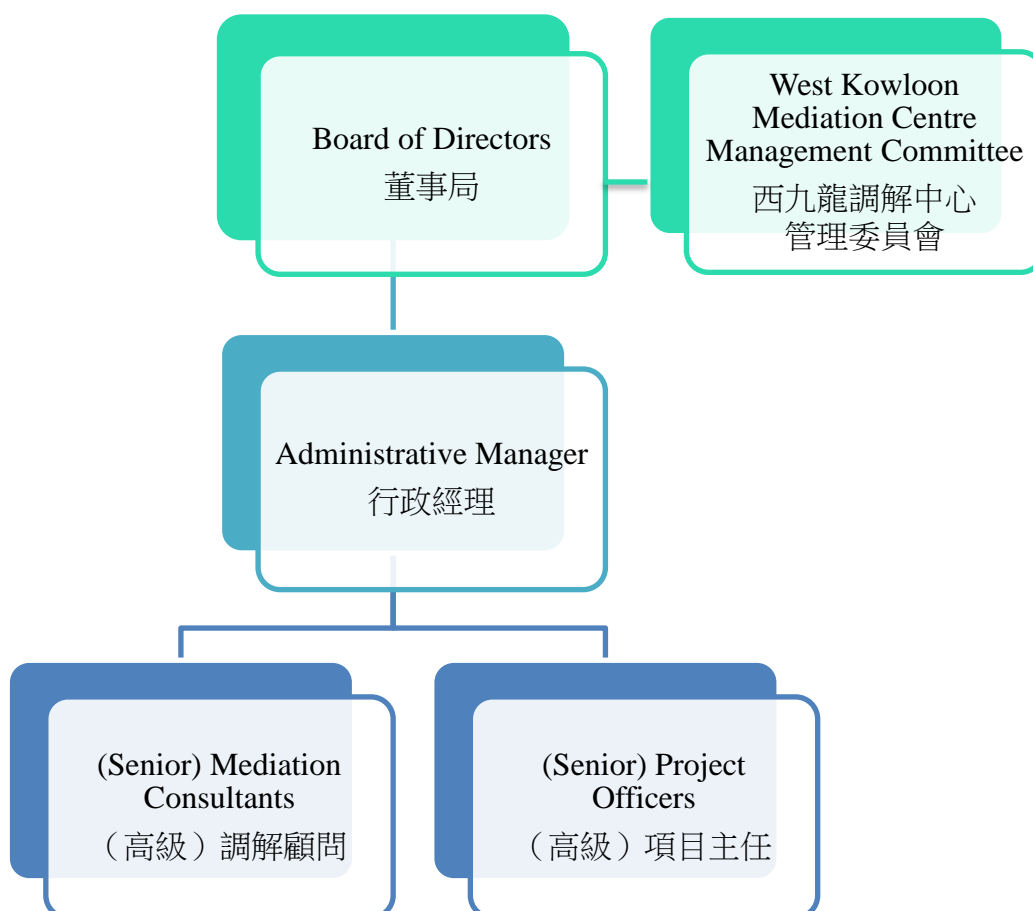 Board of Directors
董事局
West Kowloon
Mediation Centre
Management Committee
西九龍調解中心
管理委員會
Administrative Manager
行政經理
(Senior) Mediation
Consultants
（高級）調解顧問
(Senior) Project
Officers
（高級）項目主任